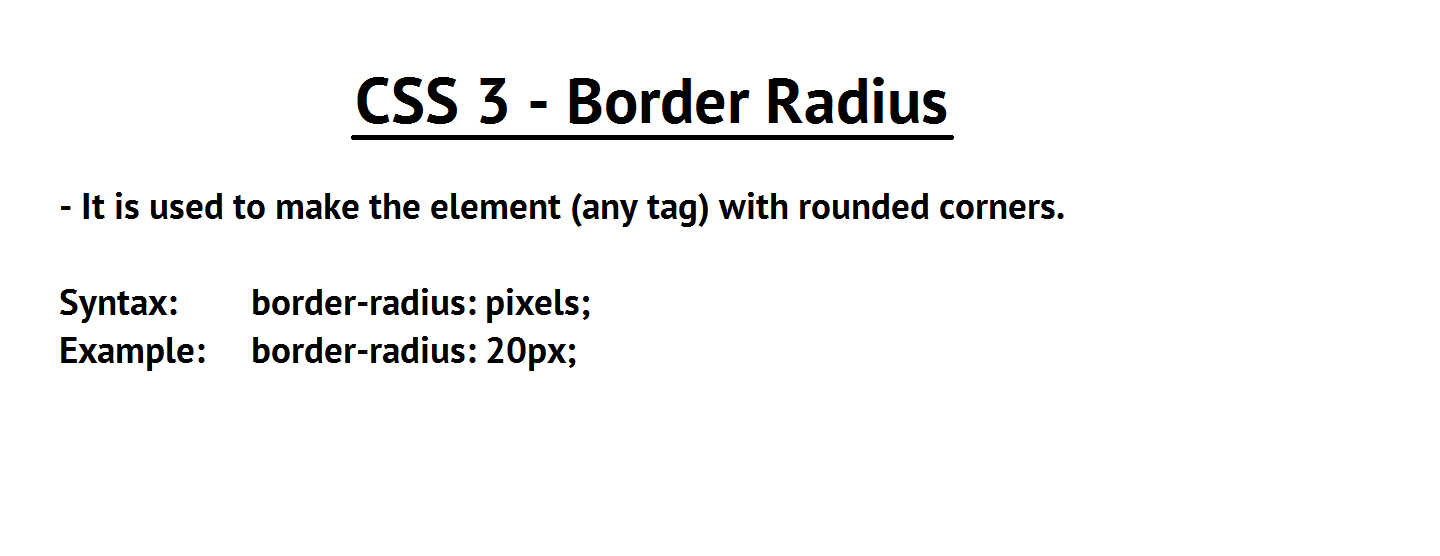 CSS 3 - Border Radius
- It is used to make the element (any tag) with rounded corners.
Syntax: border-radius: pixels;
Example: border-radius: 20px;